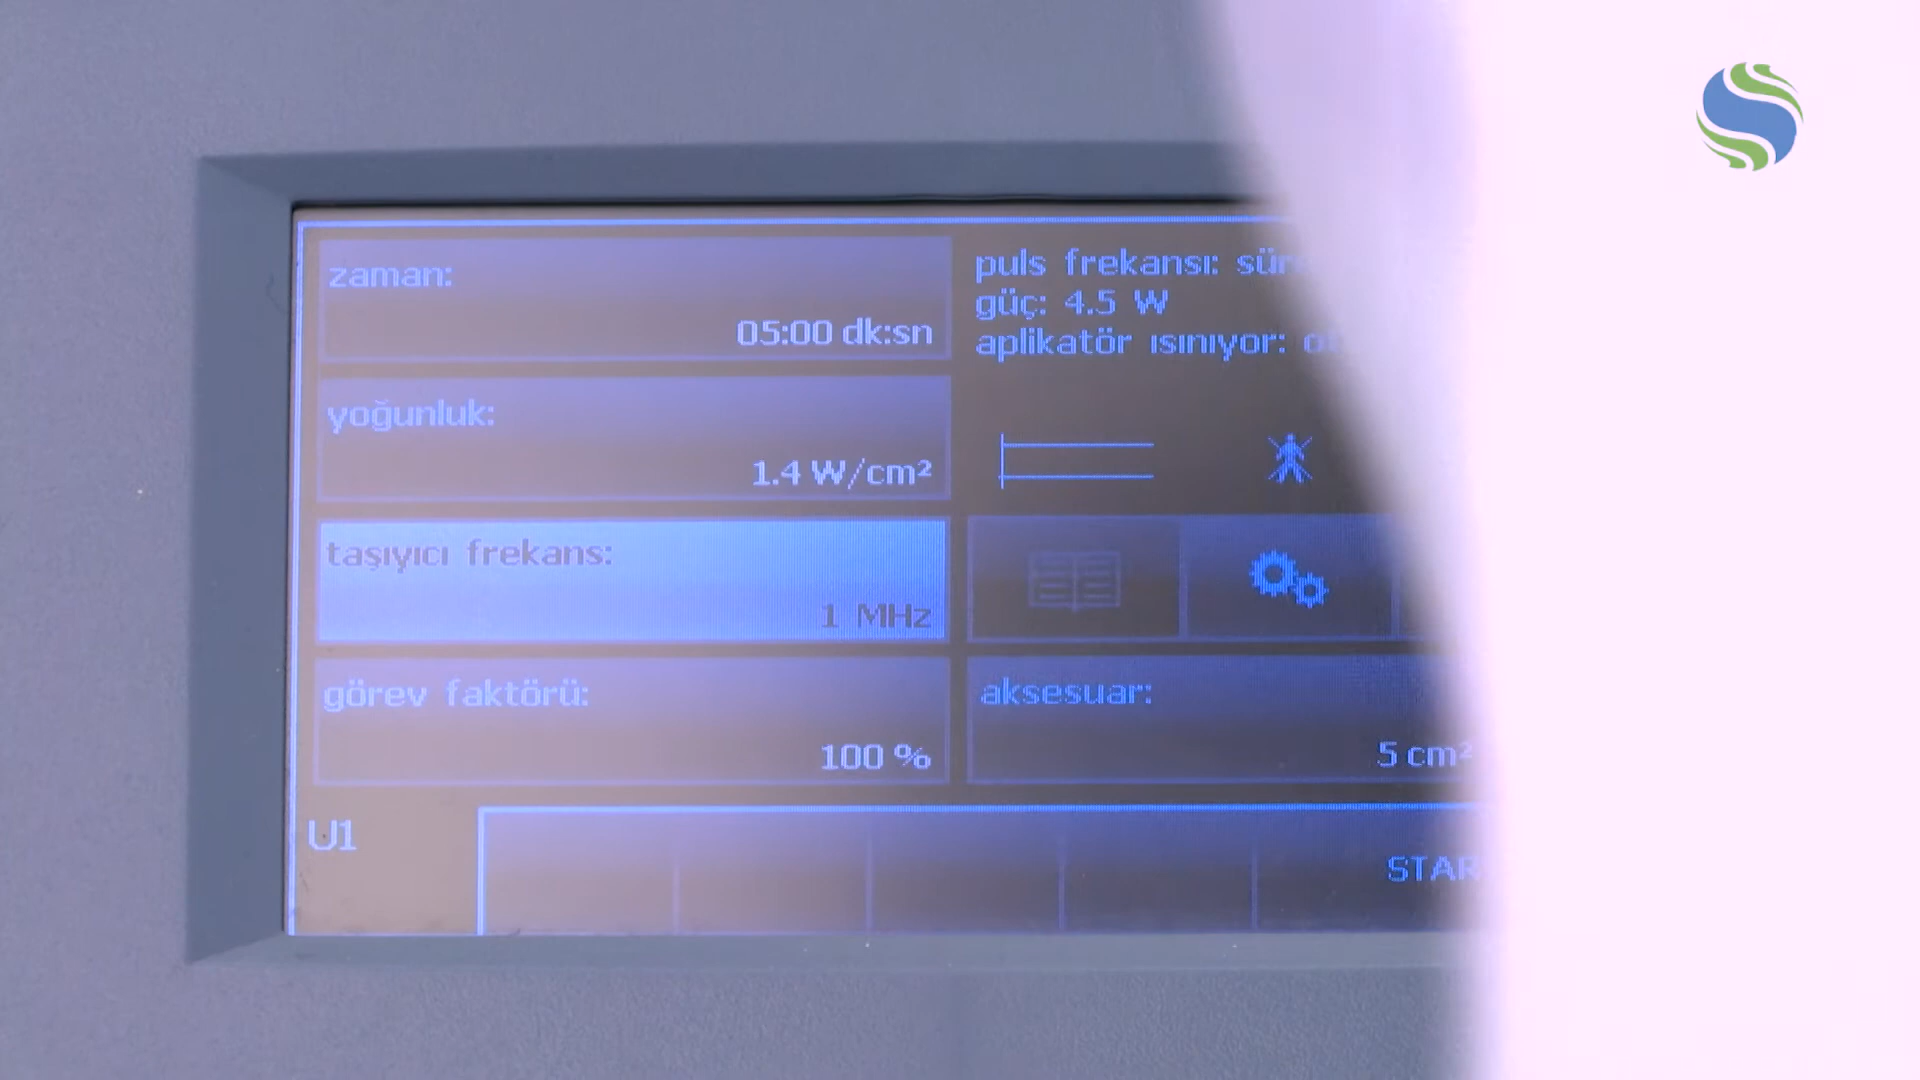 zaman:
05:00 dk:sn
yoğunluk:
1.4 W/cm²
taşıyıcı frekans:
1 MHz
görev faktörü:
100 %
U1
puls frekansı:
güç: 4.5 W
aplikatör ısınıyor:
aksesuar:
5 cm²